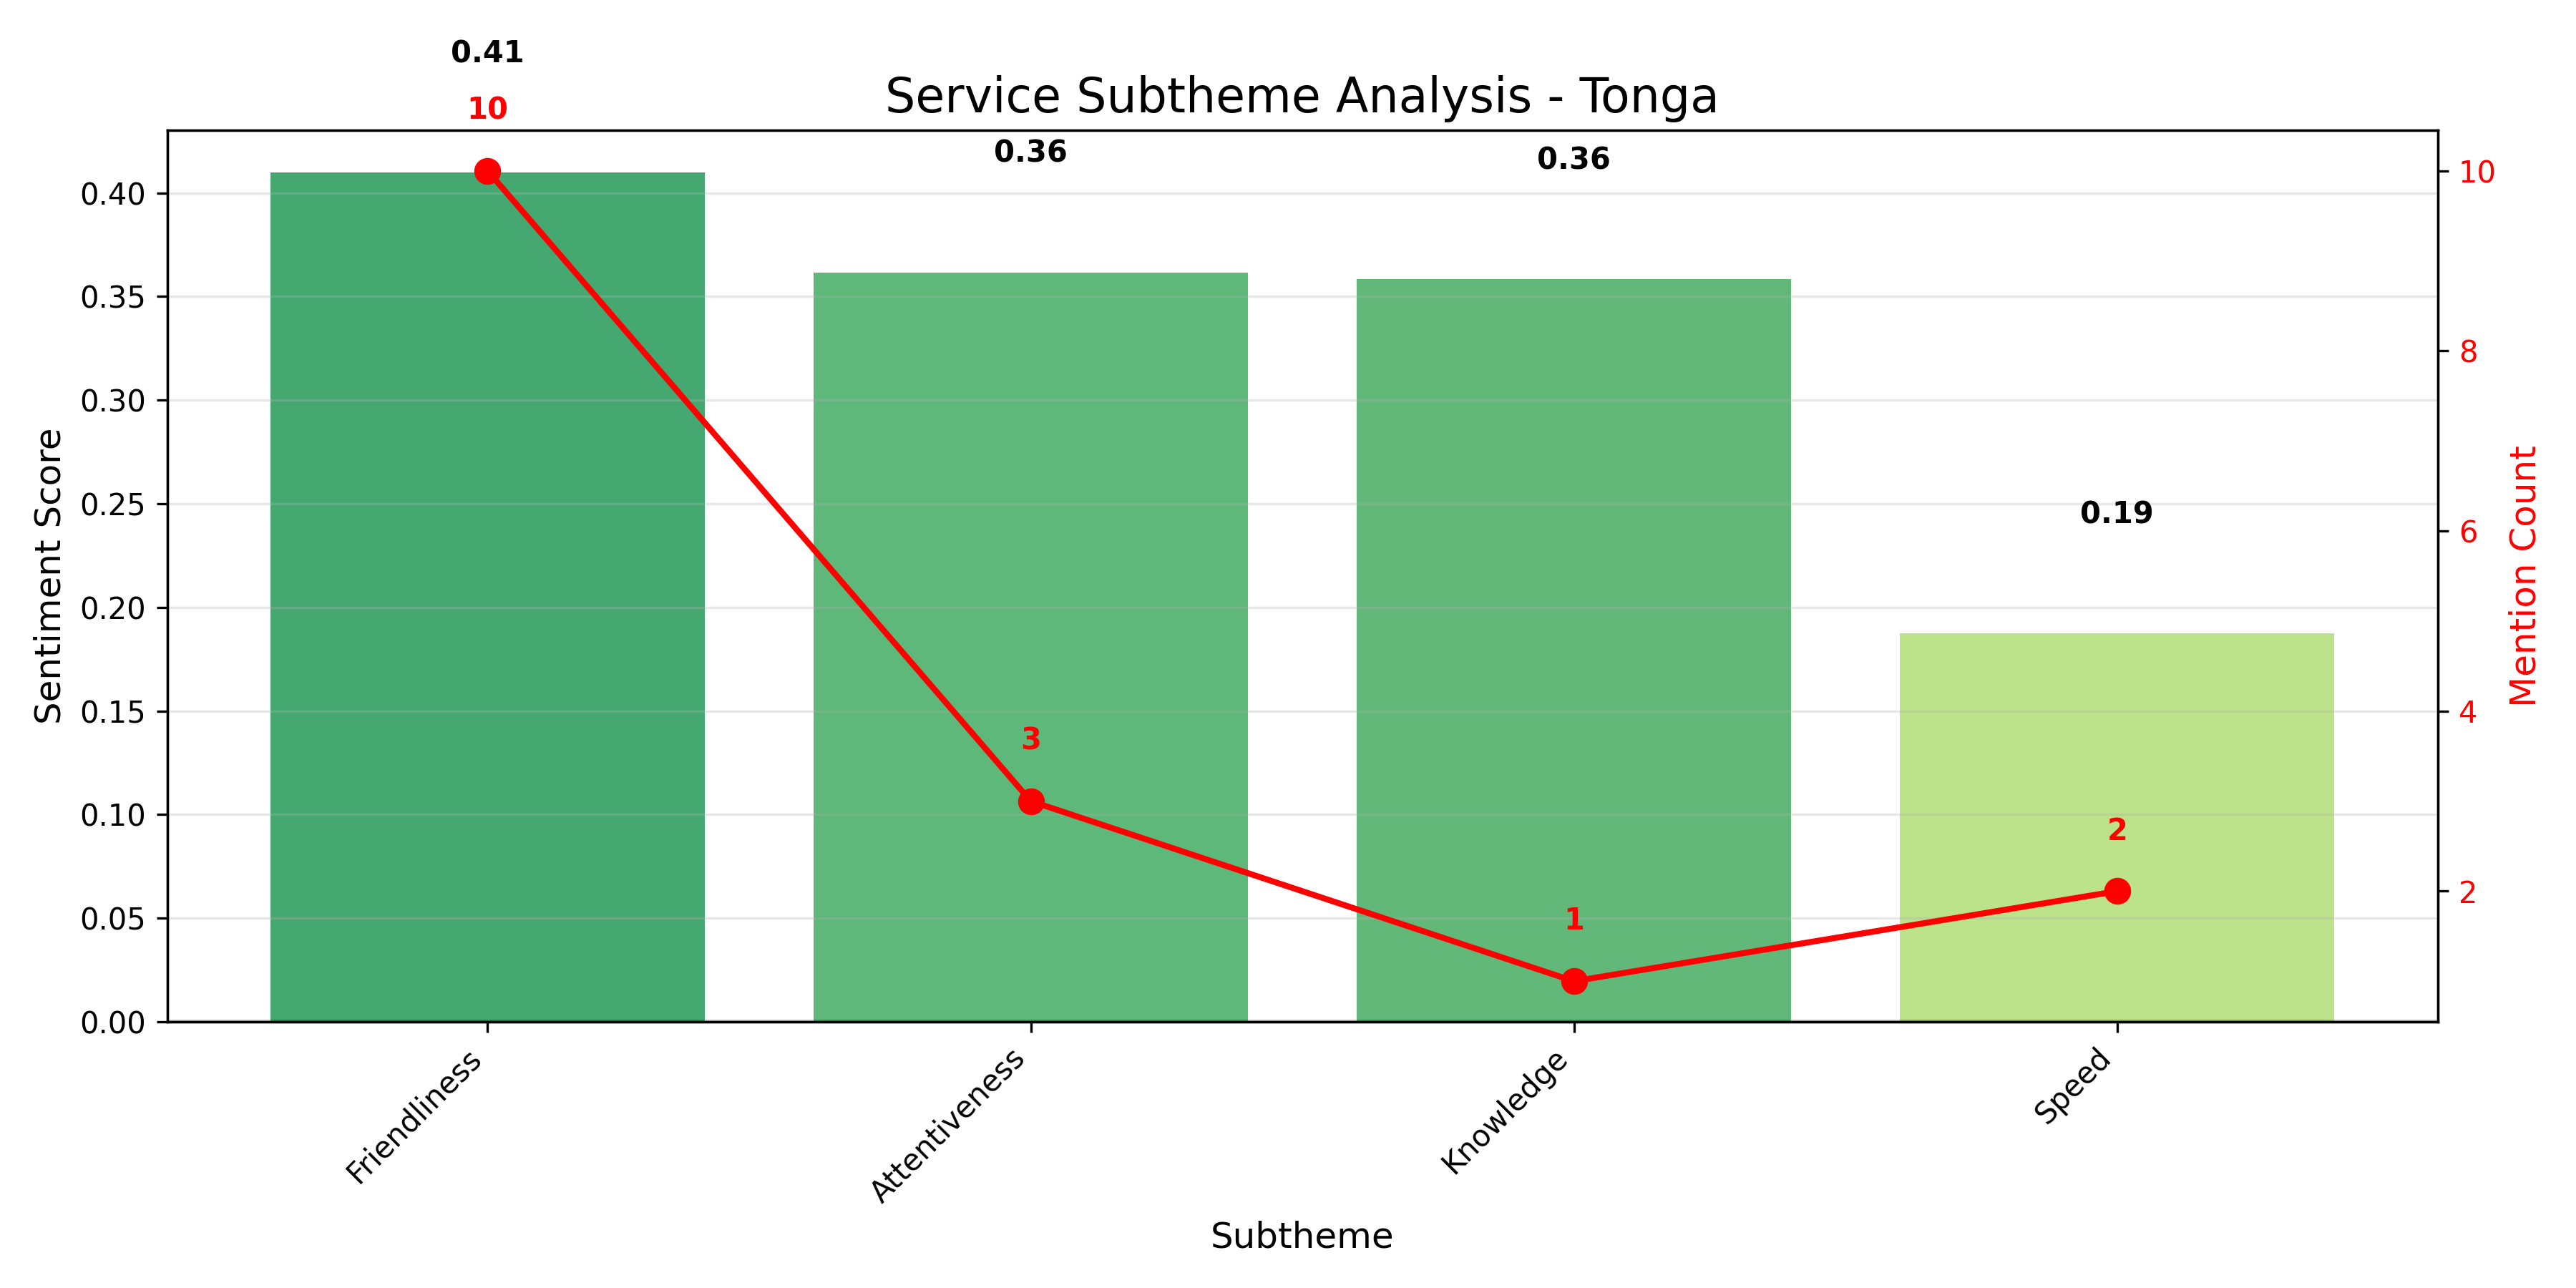 0.41
10
Service Subtheme Analysis - Tonga
0.36
0.36
0.19
3
1
2
Sentiment Score
0.40
0.35
0.30
0.25
0.20
0.15
0.10
0.05
0.00
10
8
6
4
2
Mention Count
Friendliness
Attentiveness
Knowledge
Speed
Subtheme